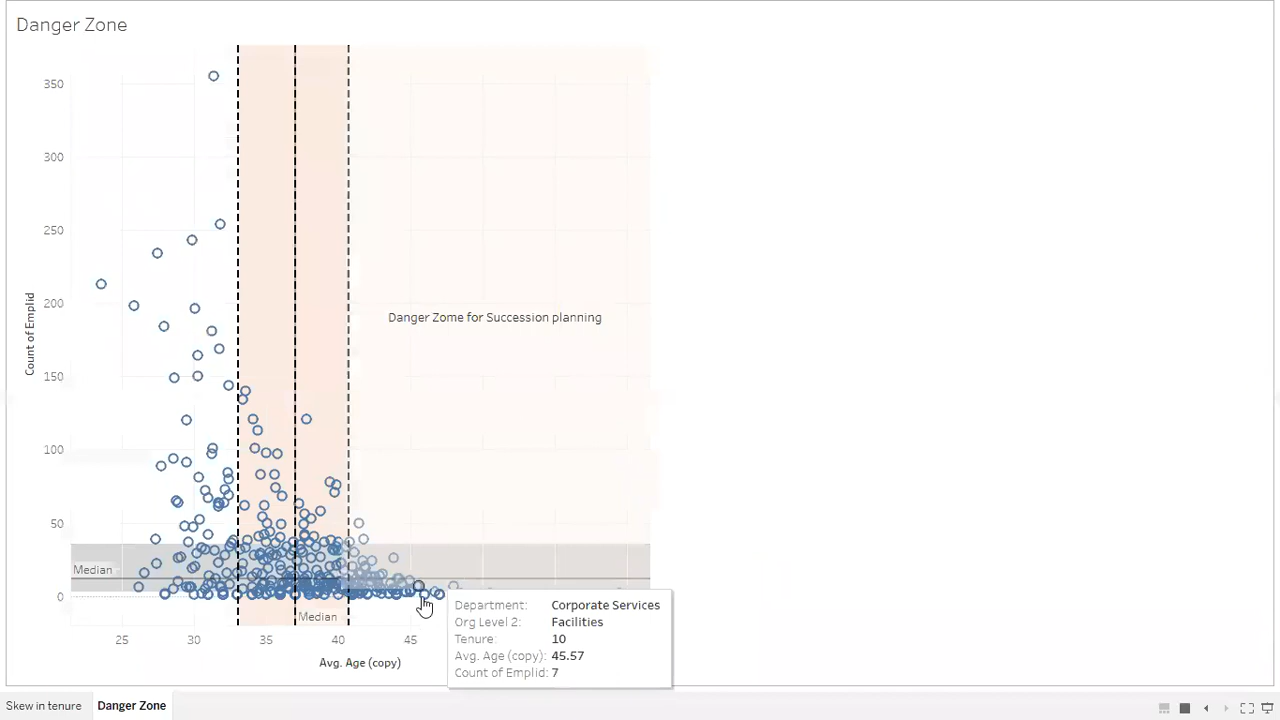 Danger Zone
350
300
250
200
150
100
50
0
Count of Emplid
Danger Zome for Succession planning
Median
Median
25
30
35
40
45
Avg. Age (copy)
Department: Corporate Services
Org Level 2: Facilities
Tenure: 10
Avg. Age (copy): 45.57
Count of Emplid: 7
Skew in tenure
Danger Zone